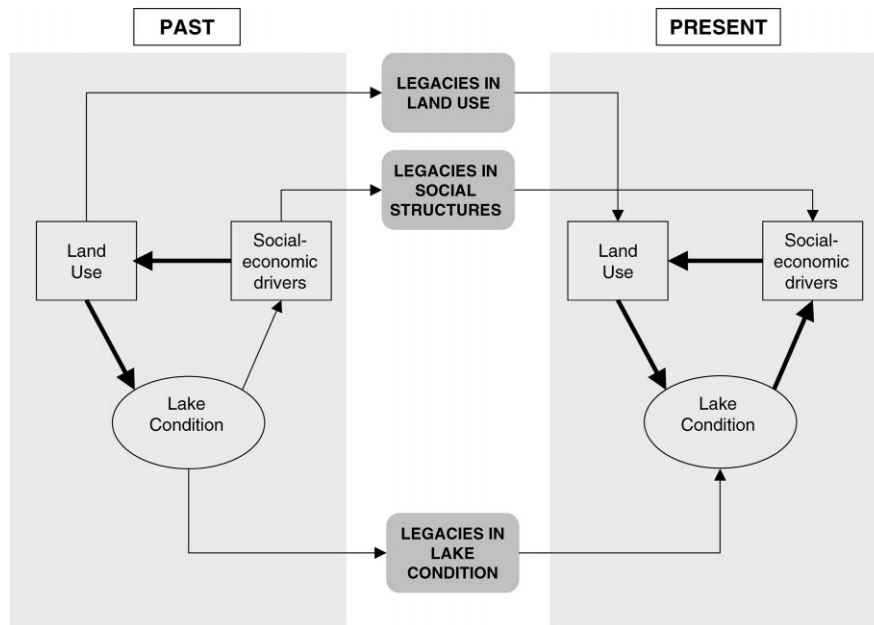 PAST
PRESENT
LEGACIES IN
LAND USE
LEGACIES IN
SOCIAL
STRUCTURES
Land
Use
Social-
economic
drivers
Land
Use
Social-
economic
drivers
Lake
Condition
Lake
Condition
LEGACIES IN
LAKE
CONDITION